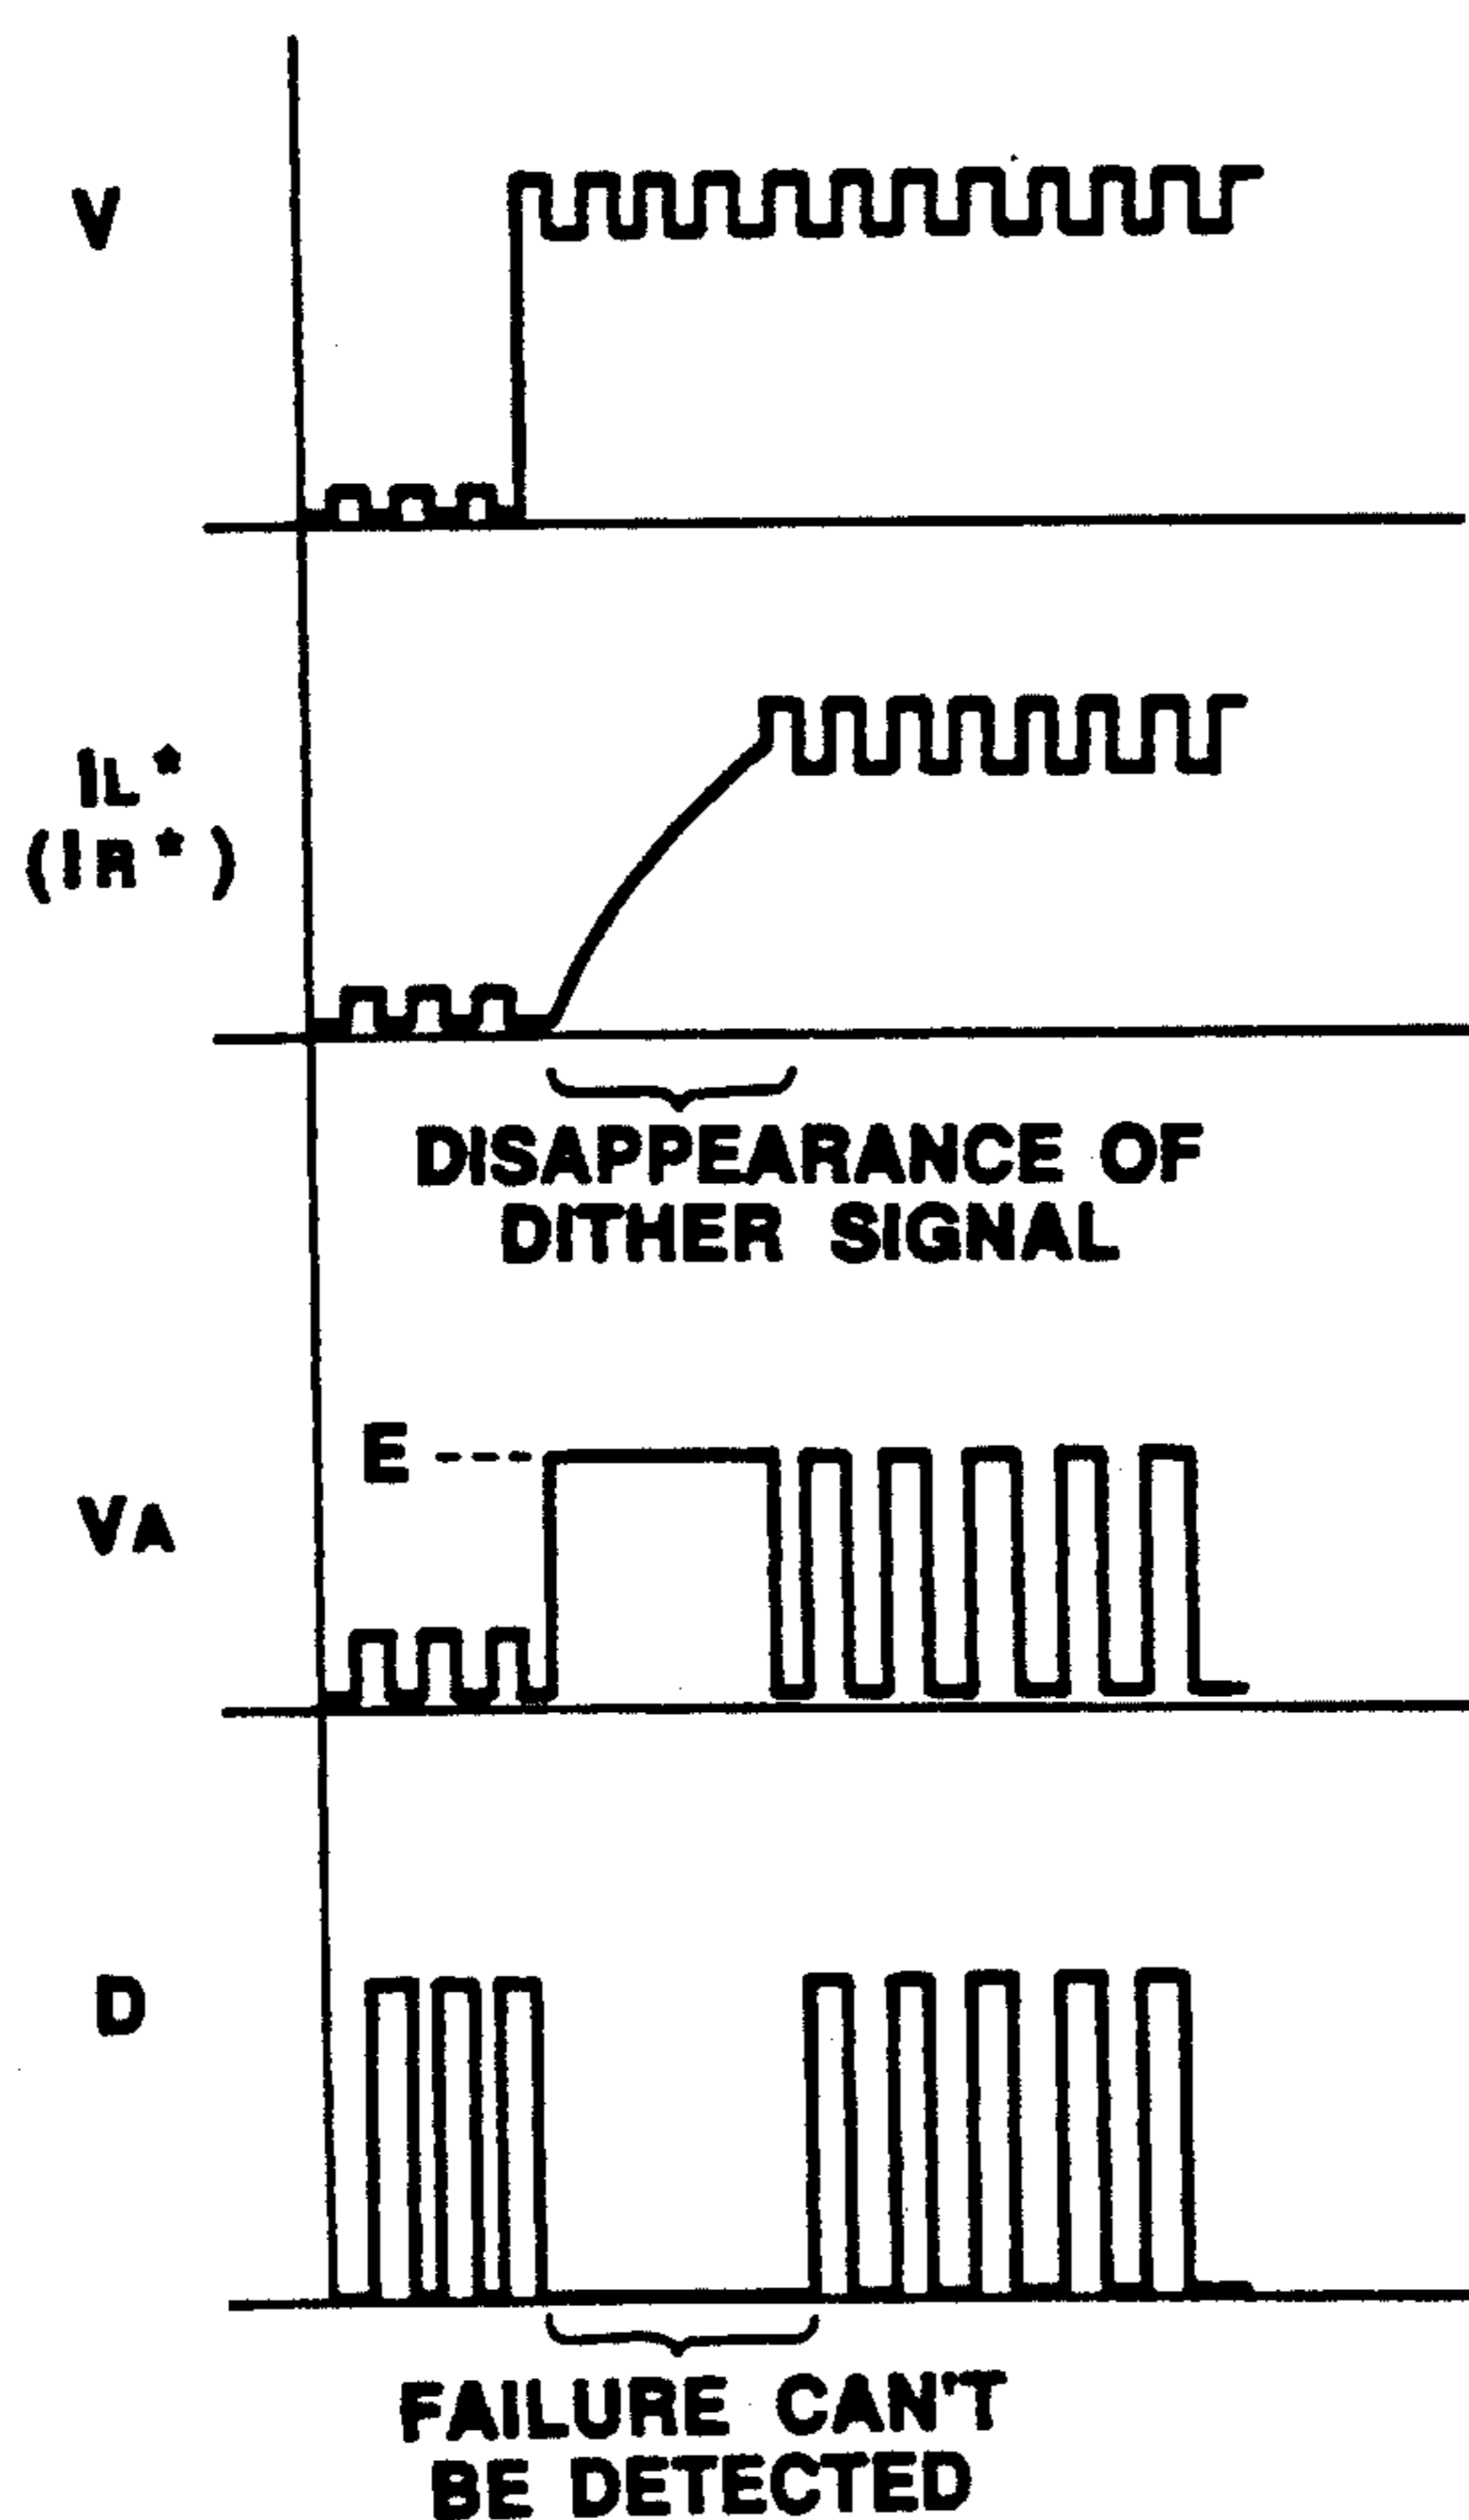 V
IL*
(IR*)
DISAPPEARANCE OF
DITHER SIGNAL
E
VA
D
FAILURE CAN'T
BE DETECTED